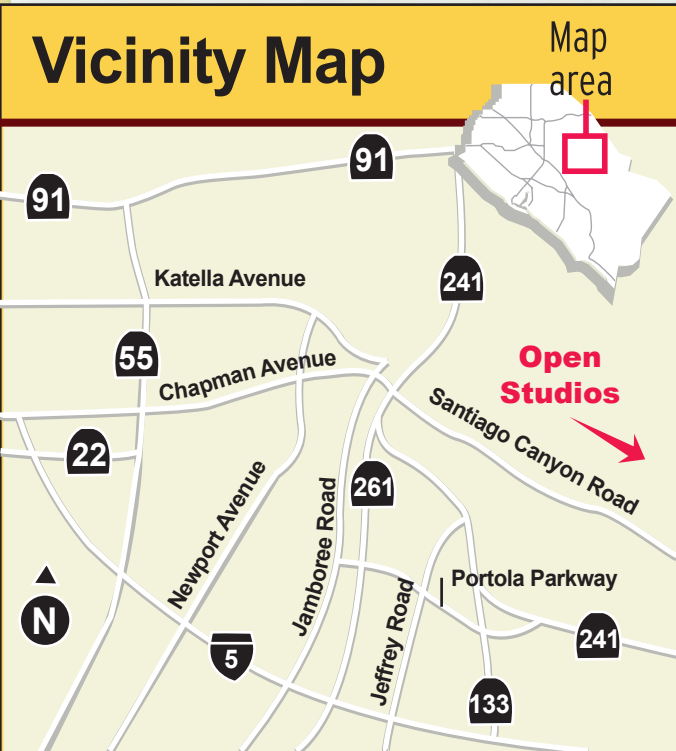 Vicinity Map
Map
area
91
91
Katella Avenue
241
55
Chapman Avenue
Open
Studios
Santiago Canyon Road
22
261
Newport Avenue
Jamboree Road
Portola Parkway
Jeffrey Road
N
5
241
133